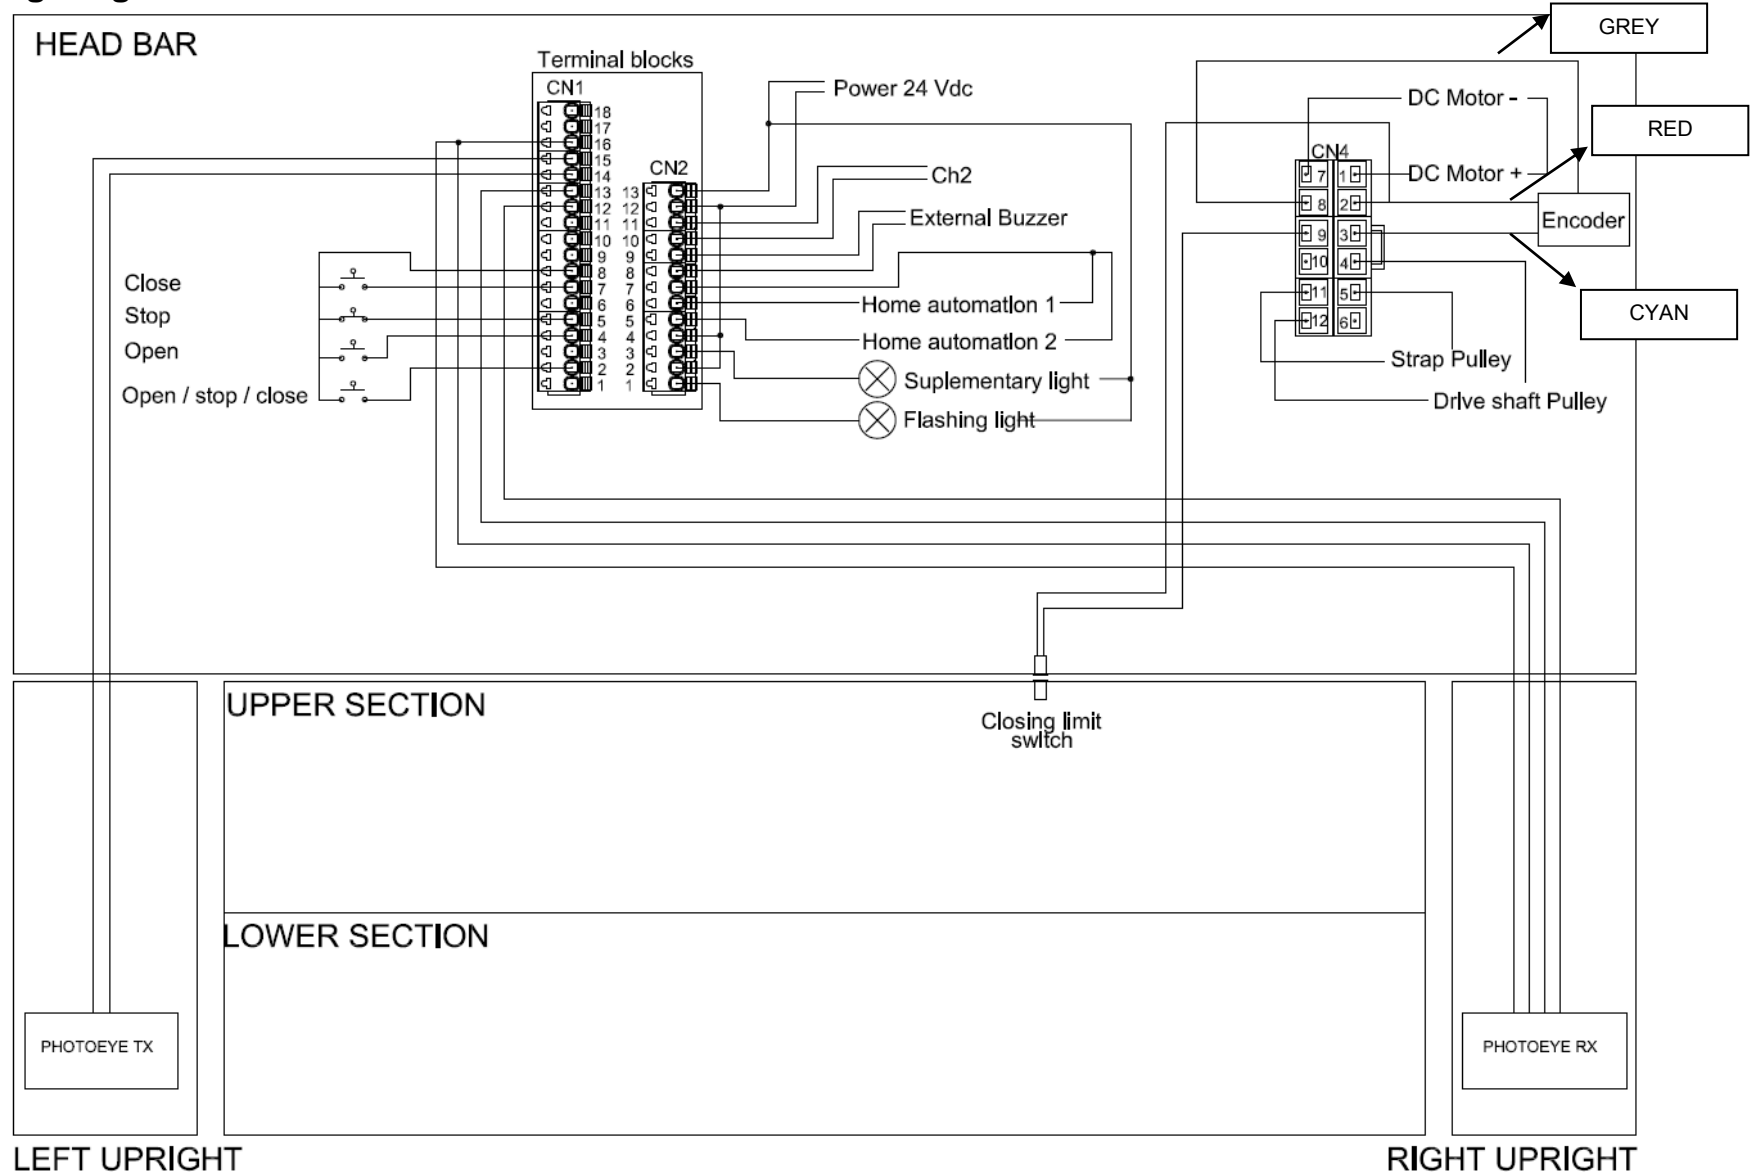 GREY
HEAD BAR
Terminal blocks
CN1
Power 24 Vdc
DC Motor -
RED
18
17
16
15
14
13
12
11
10
9
8
7
6
5
4
3
2
1
CN2
13
12
11
10
9
8
7
6
5
4
3
2
1
Ch2
External Buzzer
CN4
DC Motor +
7 1
8 2
9 3
10 4
11 5
12 6
Encoder
CYAN
Close
Stop
Open
Open / stop / close
Home automation 1
Home automation 2
Suplementary light
Flashing light
Strap Pulley
Drive shaft Pulley
UPPER SECTION
Closing limit
switch
LOWER SECTION
PHOTOEYE TX
PHOTOEYE RX
LEFT UPRIGHT
RIGHT UPRIGHT